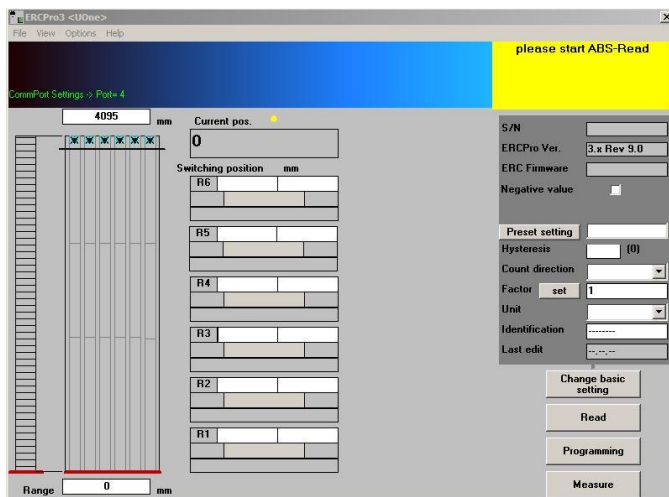 ERCPro3 <UOne>
File View Options Help
please start ABS-Read
CommPort Settings -> Port= 4
4095 mm
Current pos.
0
Switching position mm
R6
R5
R4
R3
R2
R1
Range 0 mm
S/N
ERCPro Ver. 3.x Rev 9.0
ERC Firmware
Negative value
Preset setting
Hysteresis (0)
Count direction
Factor set 1
Unit
Identification --------
Last edit --.--.--
Change basic
setting
Read
Programming
Measure